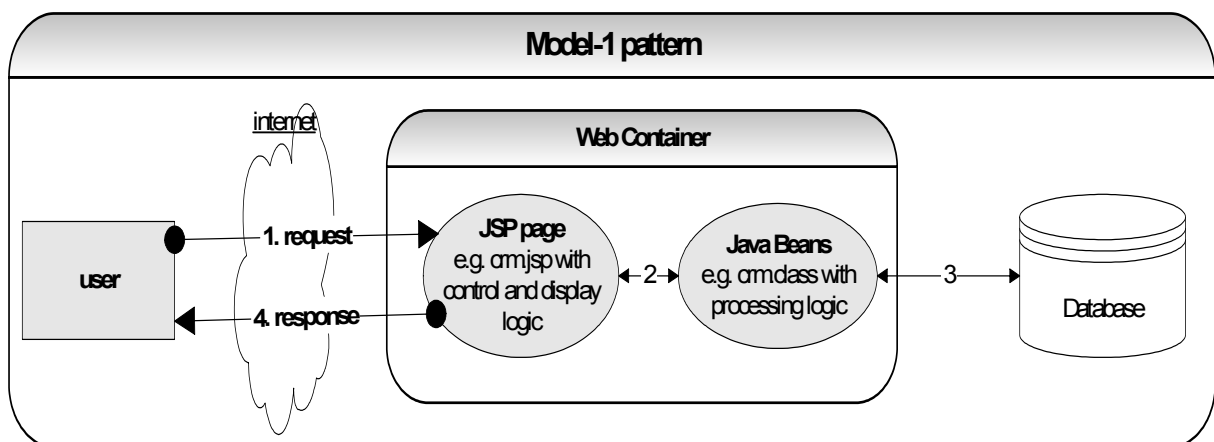 Model-1 pattern
internet
Web Container
user
1. request
4. response
JSP page
e.g. crm.jsp with
control and display
logic
2
Java Beans
e.g. crm.class with
processing logic
3
Database